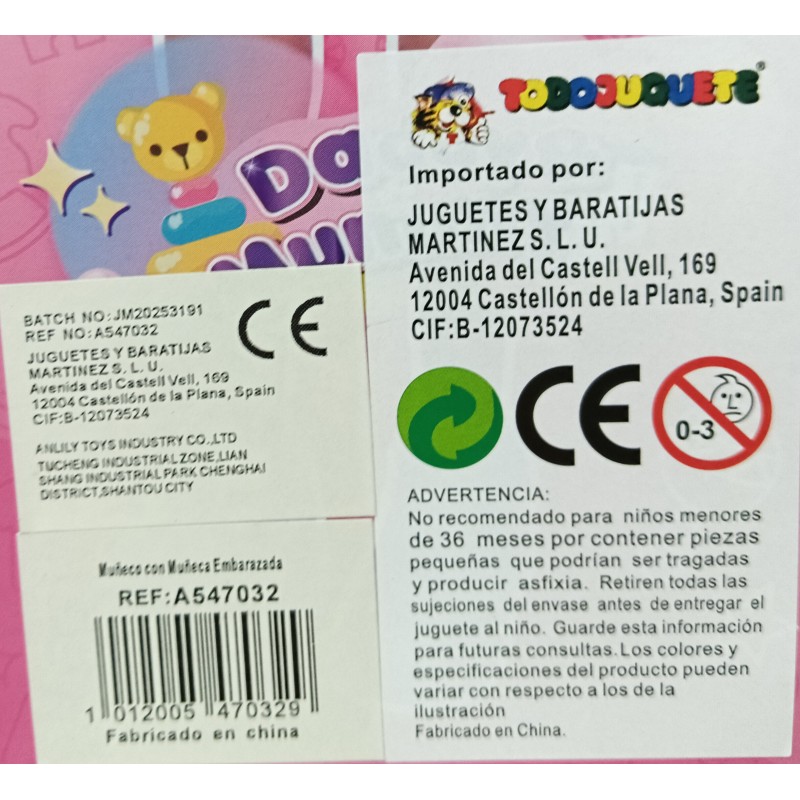 TODOJUGUETE®
Importado por:
JUGUETES Y BARATIJAS
MARTINEZ S. L. U.
Avenida del Castell Vell, 169
12004 Castellón de la Plana, Spain
CIF:B-12073524
CE
0-3
ADVERTENCIA:
No recomendado para niños menores
de 36 meses por contener piezas
pequeñas que podrían ser tragadas
y producir asfixia. Retiren todas las
sujeciones del envase antes de entregar el
juguete al niño. Guarde esta información
para futuras consultas. Los colores y
especificaciones del producto pueden
variar con respecto a los de la
ilustración
Fabricado en China.
BATCH NO:JM20253191
REF NO:A547032
CE
JUGUETES Y BARATIJAS
MARTINEZ S. L. U.
Avenida del Castell Vell, 169
12004 Castellón de la Plana, Spain
CIF:B-12073524
ANLILY TOYS INDUSTRY CO.,LTD
TUCHENG INDUSTRIAL ZONE, LIAN
SHANG INDUSTRIAL PARK CHENGHAI
DISTRICT,SHANTOU CITY
Muñeco con Muñeca Embarazada
REF:A547032
1 012005 470329
Fabricado en china